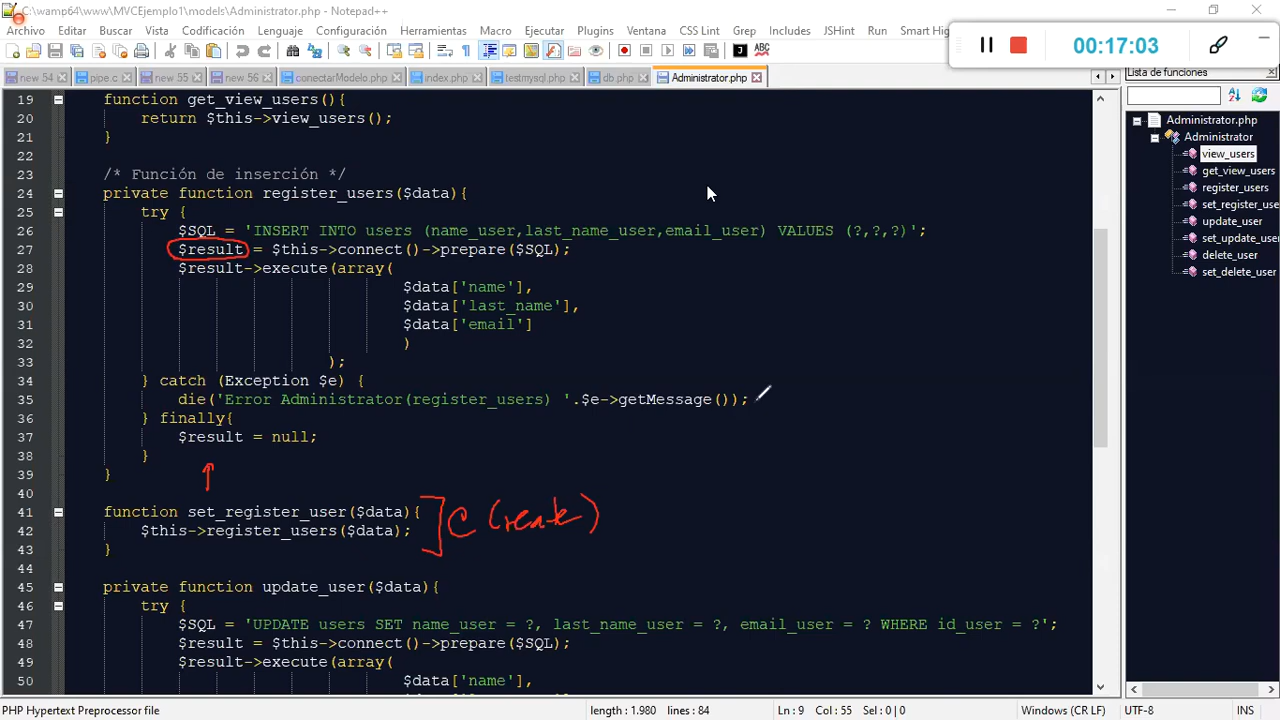 C:\wamp64\www\MVCEjemplo1\models\Administrator.php - Notepad++
Archivo Editar Buscar Vista Codificación Lenguaje Configuración Herramientas Macro Ejecutar Plugins Ventana CSS Lint Grep Includes JSHint Run Smart Hig
00:17:03
new 54 pipe.c new 55 new 56 conectarModelo.php index.php testmysql.php db.php Administrator.php
Lista de funciones
19 function get_view_users(){
20 return $this->view_users();
21 }
22
23 /* Función de inserción */
24 private function register_users($data){
25 try {
26 $SQL = 'INSERT INTO users (name_user,last_name_user,email_user) VALUES (?,?,?)';
27 $result = $this->connect()->prepare($SQL);
28 $result->execute(array(
29 $data['name'],
30 $data['last_name'],
31 $data['email']
32 )
33 );
34 } catch (Exception $e) {
35 die('Error Administrator(register_users) '.$e->getMessage());
36 } finally{
37 $result = null;
38 }
39 }
40
41 function set_register_user($data){
42 $this->register_users($data);
43 }
C (reate)
44
45 private function update_user($data){
46 try {
47 $SQL = 'UPDATE users SET name_user = ?, last_name_user = ?, email_user = ? WHERE id_user = ?';
48 $result = $this->connect()->prepare($SQL);
49 $result->execute(array(
50 $data['name'],
Administrator.php
Administrator
view_users
get_view_users
register_users
set_register_use
update_user
set_update_use
delete_user
set_delete_user
PHP Hypertext Preprocessor file length : 1.980 lines : 84 Ln : 9 Col : 55 Sel : 0 | 0 Windows (CR LF) UTF-8 INS